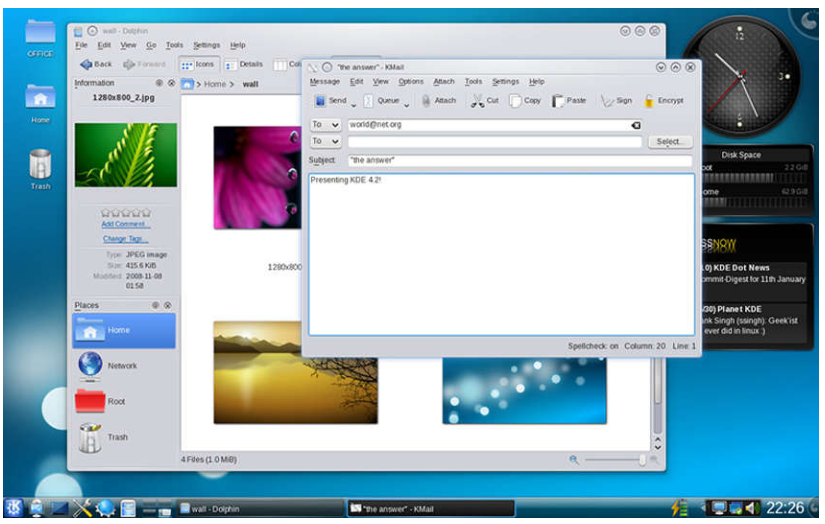 OFFICE
Home
Trash
wall - Dolphin
File Edit View Go Tools Settings Help
Back Forward Icons Details
Information
Home > wall
1280x800_2.jpg
Add Comment...
Change Tags...
Type: JPEG image
Size: 415.6 KiB
Modified: 2008-11-08
01:58
Places
Home
Network
Root
Trash
4 Files (1.0 MiB)
"the answer" - KMail
Message Edit View Options Attach Tools Settings Help
Send Queue Attach Cut Copy Paste Sign Encrypt
To world@net.org
To Select...
Subject: "the answer"
Presenting KDE 4.2!
Spellcheck: on Column: 20 Line: 1
12
3
6
Disk Space
oot 2.2 GiB
ome 62.9 GiB
SSNOW
KDE Dot News
ommit-Digest for 11th January
Planet KDE
nk Singh (ssingh): Geek'ist
ever did in linux :)
wall - Dolphin
"the answer" - KMail
22:26